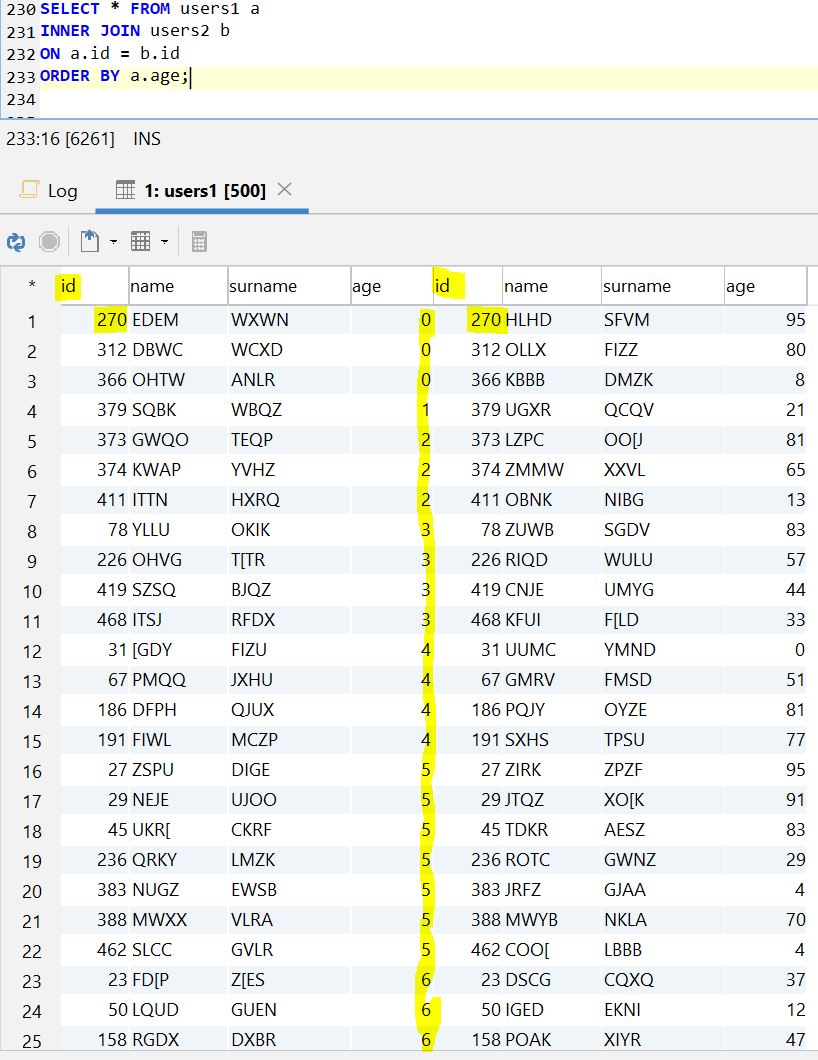 230 SELECT * FROM users1 a
231 INNER JOIN users2 b
232 ON a.id = b.id
233 ORDER BY a.age;
234
233:16 [6261] INS
Log 1: users1 [500]
* id name surname age id name surname age
1 270 EDEM WXWN 0 270 HLHD SFVM 95
2 312 DBWC WCXD 0 312 OLLX FIZZ 80
3 366 OHTW ANLR 0 366 KBBB DMZK 8
4 379 SQBK WBQZ 1 379 UGXR QCQV 21
5 373 GWQO TEQP 2 373 LZPC OO[J 81
6 374 KWAP YVHZ 2 374 ZMMW XXVL 65
7 411 ITTN HXRQ 2 411 OBNK NIBG 13
8 78 YLLU OKIK 3 78 ZUWB SGDV 83
9 226 OHVG T[TR 3 226 RIQD WULU 57
10 419 SZSQ BJQZ 3 419 CNJE UMYG 44
11 468 ITSJ RFDX 3 468 KFUI F[LD 33
12 31 [GDY FIZU 4 31 UUMC YMND 0
13 67 PMQQ JXHU 4 67 GMRV FMSD 51
14 186 DFPH QJUX 4 186 PQJY OYZE 81
15 191 FIWL MCZP 4 191 SXHS TPSU 77
16 27 ZSPU DIGE 5 27 ZIRK ZPZF 95
17 29 NEJE UJOO 5 29 JTQZ XO[K 91
18 45 UKR[ CKRF 5 45 TDKR AESZ 83
19 236 QRKY LMZK 5 236 ROTC GWNZ 29
20 383 NUGZ EWSB 5 383 JRFZ GJAA 4
21 388 MWXX VLRA 5 388 MWYB NKLA 70
22 462 SLCC GVLR 5 462 COO[ LBBB 4
23 23 FD[P Z[ES 6 23 DSCG CQXQ 37
24 50 LQUD GUEN 6 50 IGED EKNI 12
25 158 RGDX DXBR 6 158 POAK XIYR 47